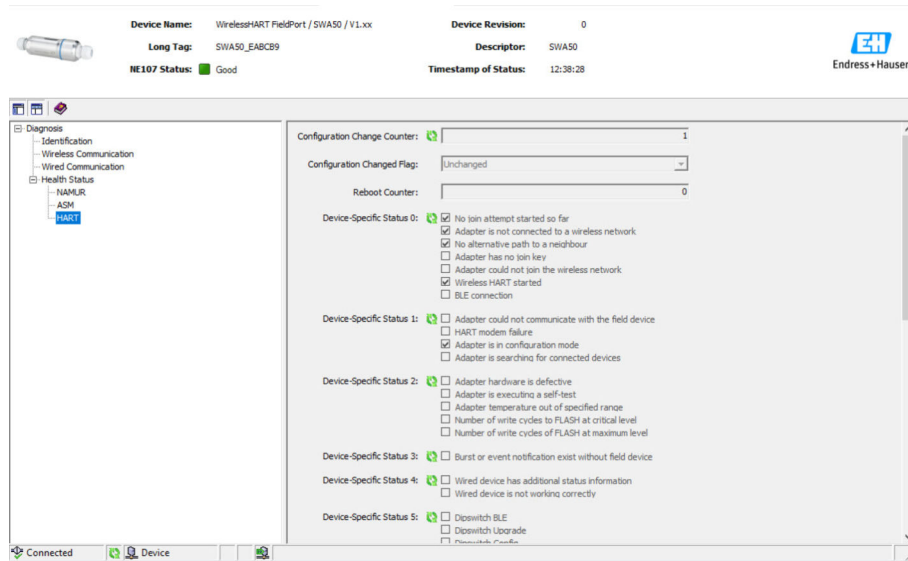 Device Name: WirelessHART FieldPort / SWA50 / V1.xx Device Revision: 0
Long Tag: SWA50_EABCB9 Descriptor: SWA50
NE107 Status: Good Timestamp of Status: 12:38:28
EH
Endress+Hauser
Diagnosis
Identification
Wireless Communication
Wired Communication
Health Status
NAMUR
ASM
HART
Configuration Change Counter: 1
Configuration Changed Flag: Unchanged
Reboot Counter: 0
Device-Specific Status 0: No join attempt started so far
Adapter is not connected to a wireless network
No alternative path to a neighbour
Adapter has no join key
Adapter could not join the wireless network
Wireless HART started
BLE connection
Device-Specific Status 1: Adapter could not communicate with the field device
HART modem failure
Adapter is in configuration mode
Adapter is searching for connected devices
Device-Specific Status 2: Adapter hardware is defective
Adapter is executing a self-test
Adapter temperature out of specified range
Number of write cycles to FLASH at critical level
Number of write cycles of FLASH at maximum level
Device-Specific Status 3: Burst or event notification exist without field device
Device-Specific Status 4: Wired device has additional status information
Wired device is not working correctly
Device-Specific Status 5: Dipswitch BLE
Dipswitch Upgrade
Dipswitch Config
Connected Device